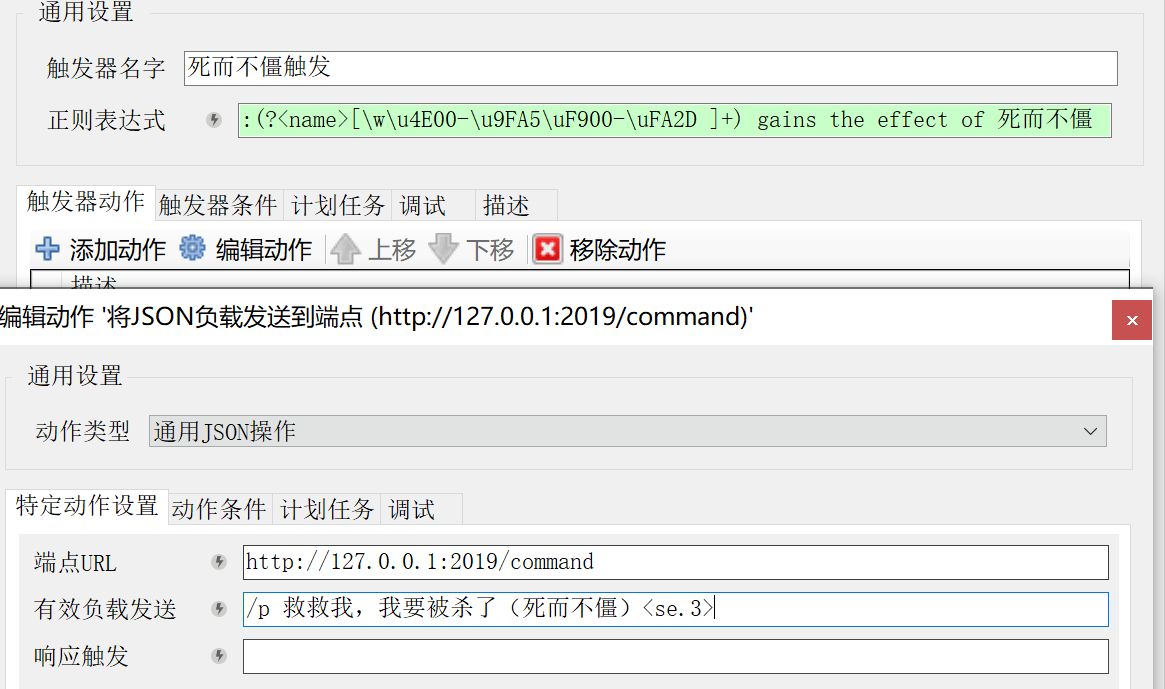 通用设置
触发器名字 死而不僵触发
正则表达式 :(?<name>[\w\u4E00-\u9FA5\uF900-\uFA2D ]+) gains the effect of 死而不僵
触发器动作 触发器条件 计划任务 调试 描述
添加动作 编辑动作 上移 下移 移除动作
描述
编辑动作 '将JSON负载发送到端点 (http://127.0.0.1:2019/command)'
通用设置
动作类型 通用JSON操作
特定动作设置 动作条件 计划任务 调试
端点URL http://127.0.0.1:2019/command
有效负载发送 /p 救救我，我要被杀了（死而不僵）<se.3>
响应触发